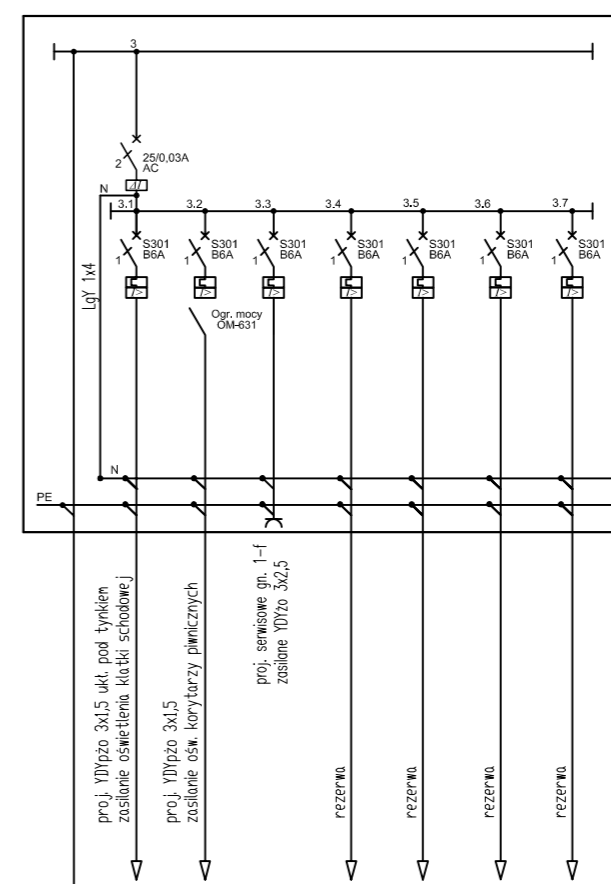 3
2
25/0,03A
AC
N
3.1
3.2
3.3
3.4
3.5
3.6
3.7
1
S301
B6A
1
S301
B6A
1
S301
B6A
1
S301
B6A
1
S301
B6A
1
S301
B6A
1
S301
B6A
I>
I>
I>
I>
I>
I>
I>
LgY 1x4
Ogr. mocy
OM-631
N
PE
proj. YDYpżo 3x1,5 ukł. pod tynkiem
zasilanie oświetlenia klatki schodowej
proj. YDYpżo 3x1,5
zasilanie ośw. korytarzy piwnicznych
proj. serwisowe gn. 1-f
zasilane YDYżo 3x2,5
rezerwa
rezerwa
rezerwa
rezerwa